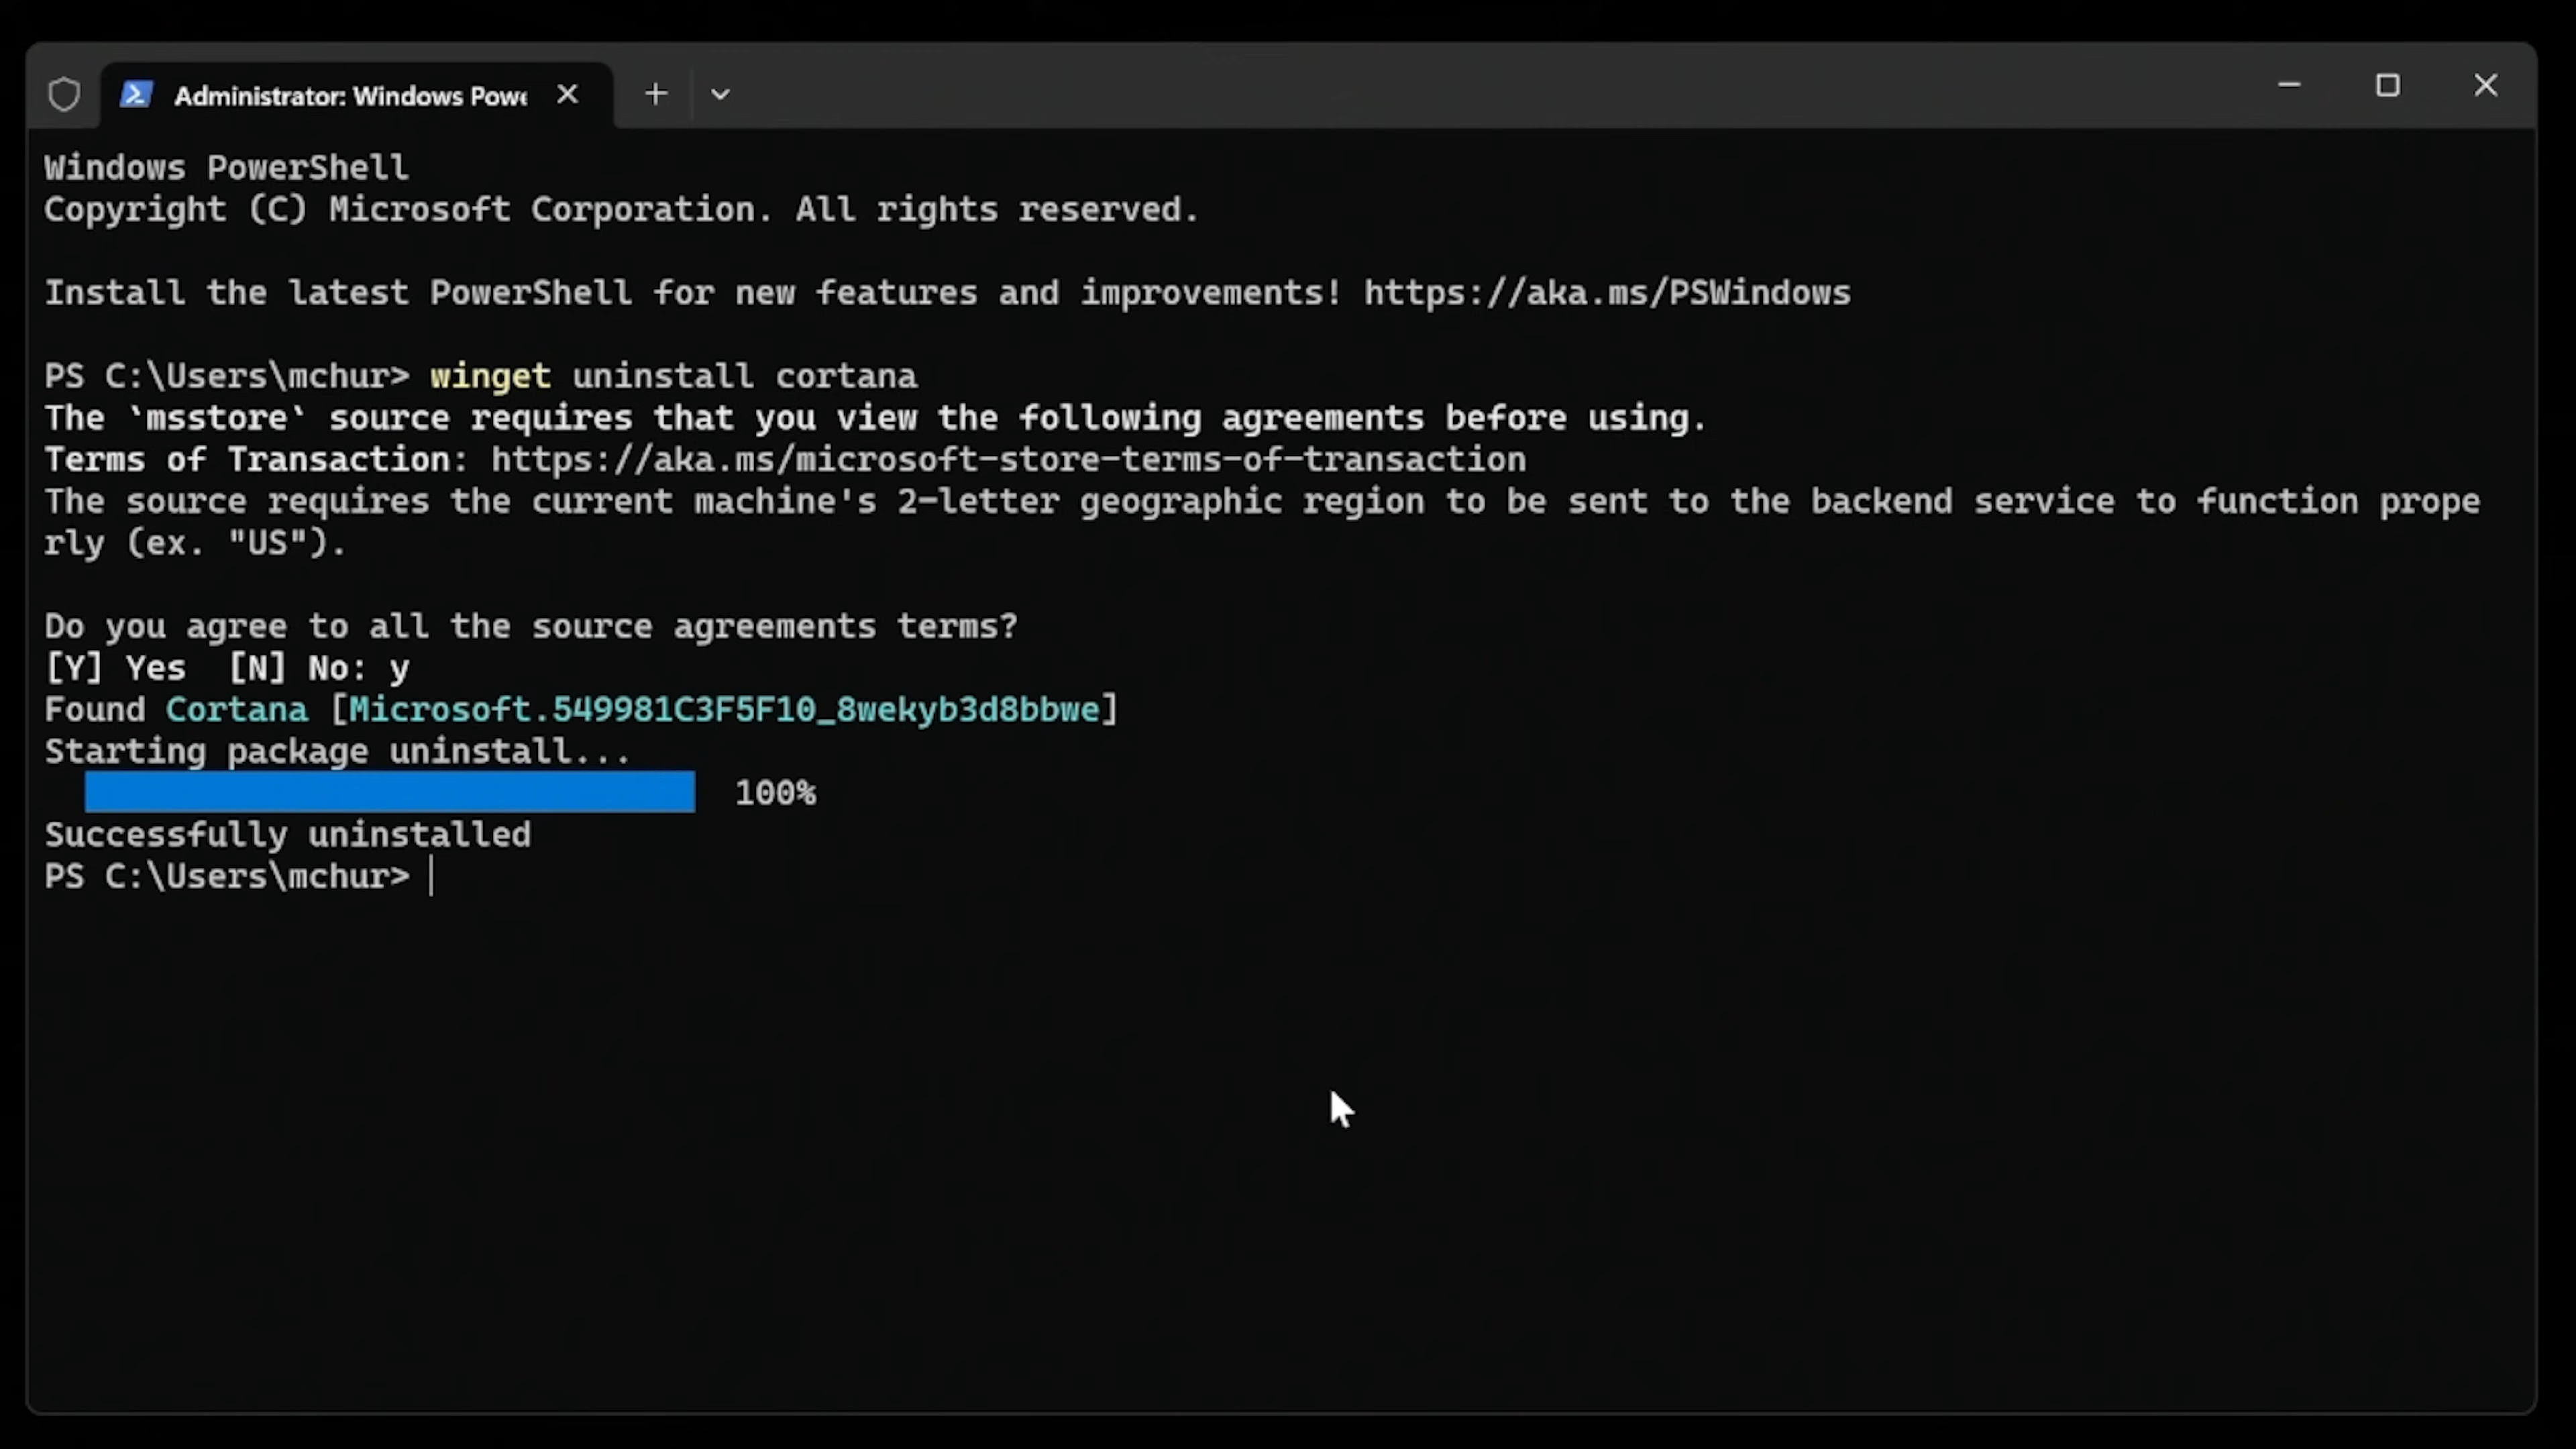 Administrator: Windows Powe
Windows PowerShell
Copyright (C) Microsoft Corporation. All rights reserved.
Install the latest PowerShell for new features and improvements! https://aka.ms/PSWindows
PS C:\Users\mchur> winget uninstall cortana
The `msstore` source requires that you view the following agreements before using.
Terms of Transaction: https://aka.ms/microsoft-store-terms-of-transaction
The source requires the current machine's 2-letter geographic region to be sent to the backend service to function prope
rly (ex. "US").
Do you agree to all the source agreements terms?
[Y] Yes  [N] No: y
Found Cortana [Microsoft.549981C3F5F10_8wekyb3d8bbwe]
Starting package uninstall...
100%
Successfully uninstalled
PS C:\Users\mchur>